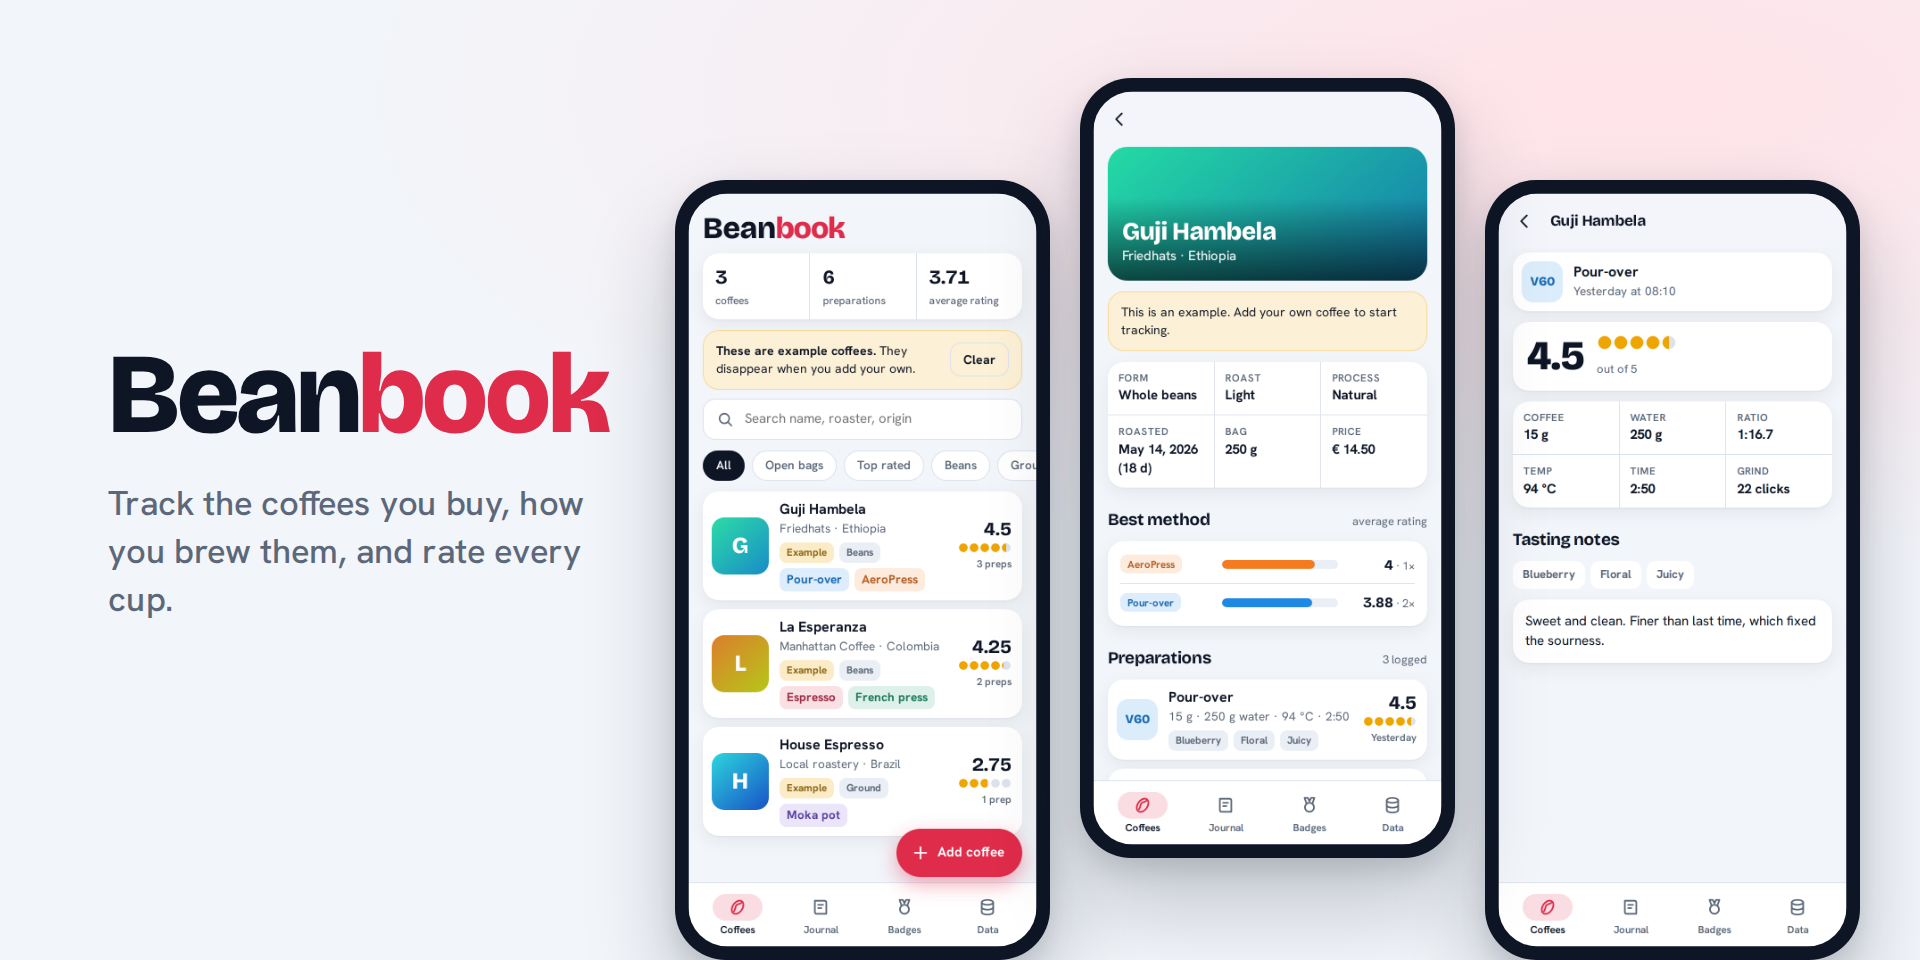 Beanbook
Track the coffees you buy, how
you brew them, and rate every
cup.
Beanbook
3
coffees
6
preparations
3.71
average rating
These are example coffees. They
disappear when you add your own.
Clear
Search name, roaster, origin
All
Open bags
Top rated
Beans
Grou
G
Guji Hambela
Friedhats · Ethiopia
Example
Beans
Pour-over
AeroPress
4.5
3 preps
L
La Esperanza
Manhattan Coffee · Colombia
Example
Beans
Espresso
French press
4.25
2 preps
H
House Espresso
Local roastery · Brazil
Example
Ground
Moka pot
2.75
1 prep
+ Add coffee
Coffees
Journal
Badges
Data
Guji Hambela
Friedhats · Ethiopia
This is an example. Add your own coffee to start
tracking.
FORM
Whole beans
ROAST
Light
PROCESS
Natural
ROASTED
May 14, 2026
(18 d)
BAG
250 g
PRICE
€ 14.50
Best method
average rating
AeroPress
4 · 1×
Pour-over
3.88 · 2×
Preparations
3 logged
V60
Pour-over
15 g · 250 g water · 94 °C · 2:50
Blueberry
Floral
Juicy
4.5
Yesterday
Coffees
Journal
Badges
Data
Guji Hambela
V60
Pour-over
Yesterday at 08:10
4.5
out of 5
COFFEE
15 g
WATER
250 g
RATIO
1:16.7
TEMP
94 °C
TIME
2:50
GRIND
22 clicks
Tasting notes
Blueberry
Floral
Juicy
Sweet and clean. Finer than last time, which fixed
the sourness.
Coffees
Journal
Badges
Data